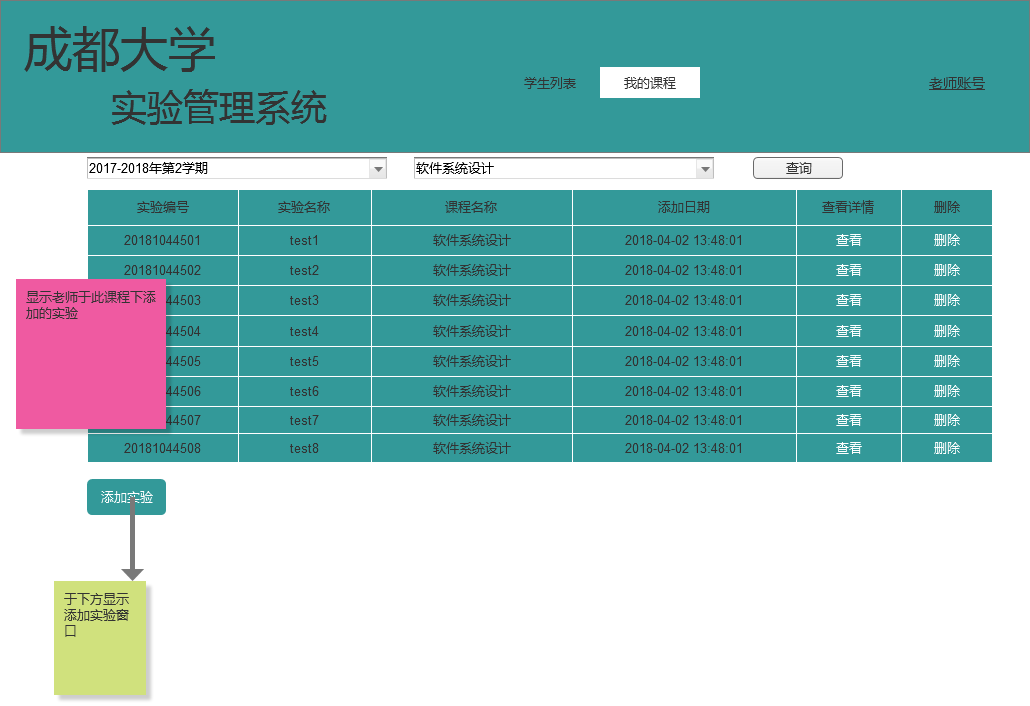 成都大学
实验管理系统
学生列表 我的课程 老师账号
2017-2018年第2学期 软件系统设计 查询
实验编号 实验名称 课程名称 添加日期 查看详情 删除
20181044501 test1 软件系统设计 2018-04-02 13:48:01 查看 删除
20181044502 test2 软件系统设计 2018-04-02 13:48:01 查看 删除
44503 test3 软件系统设计 2018-04-02 13:48:01 查看 删除
44504 test4 软件系统设计 2018-04-02 13:48:01 查看 删除
44505 test5 软件系统设计 2018-04-02 13:48:01 查看 删除
44506 test6 软件系统设计 2018-04-02 13:48:01 查看 删除
44507 test7 软件系统设计 2018-04-02 13:48:01 查看 删除
20181044508 test8 软件系统设计 2018-04-02 13:48:01 查看 删除
显示老师于此课程下添
加的实验
添加实验
于下方显示
添加实验窗
口